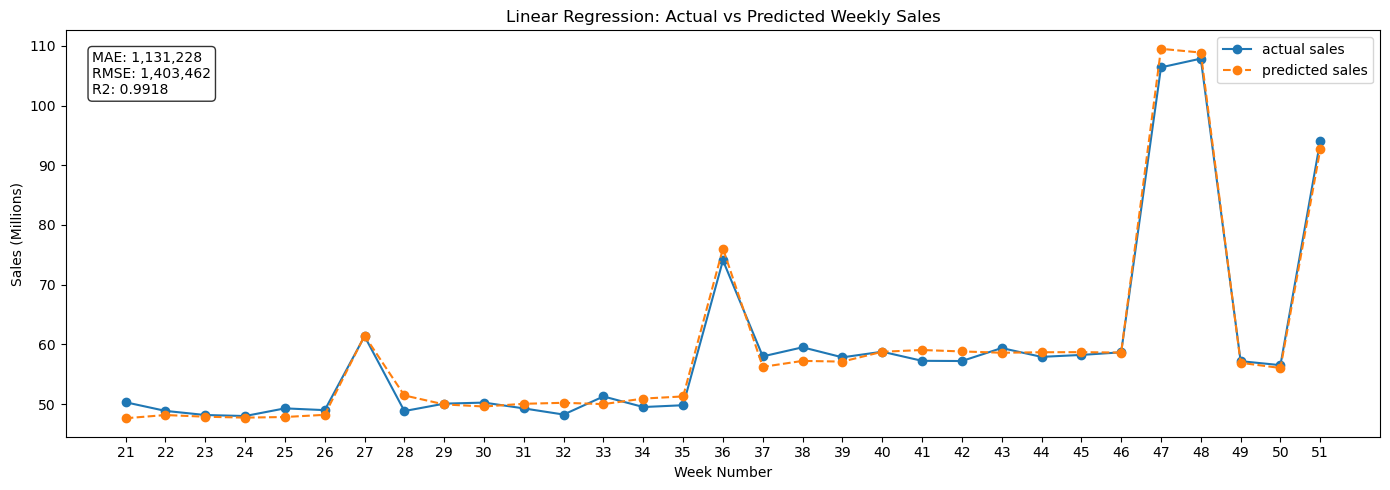 Linear Regression: Actual vs Predicted Weekly Sales
MAE: 1,131,228
RMSE: 1,403,462
R2: 0.9918
actual sales
predicted sales
Sales (Millions)
110
100
90
80
70
60
50
21 22 23 24 25 26 27 28 29 30 31 32 33 34 35 36 37 38 39 40 41 42 43 44 45 46 47 48 49 50 51
Week Number